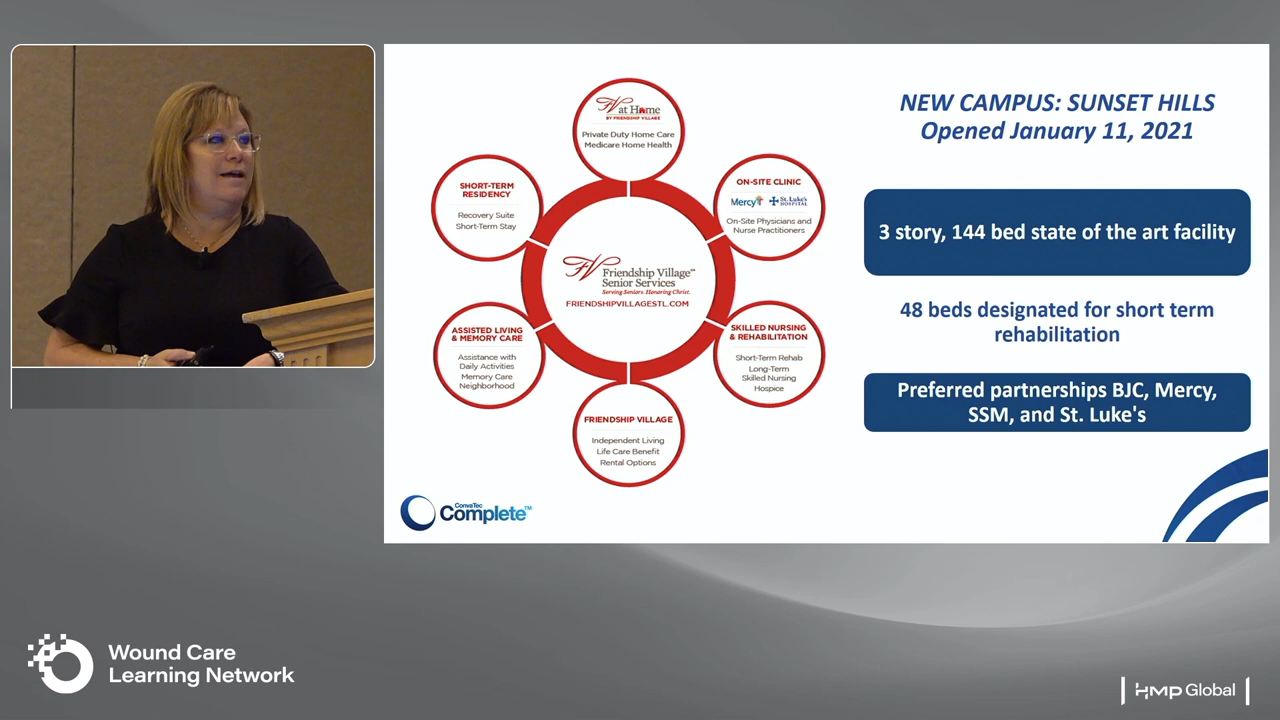 FV at Home
BY FRIENDSHIP VILLAGE
Private Duty Home Care
Medicare Home Health
SHORT-TERM
RESIDENCY
Recovery Suite
Short-Term Stay
ON-SITE CLINIC
Mercy
St. Luke's
HOSPITAL
On-Site Physicians and
Nurse Practitioners
FV Friendship Village℠
Senior Services
Serving Seniors. Honoring Christ.
FRIENDSHIPVILLAGESTL.COM
ASSISTED LIVING
& MEMORY CARE
Assistance with
Daily Activities
Memory Care
Neighborhood
SKILLED NURSING
& REHABILITATION
Short-Term Rehab
Long-Term
Skilled Nursing
Hospice
FRIENDSHIP VILLAGE
Independent Living
Life Care Benefit
Rental Options
ConvaTec
Complete™
NEW CAMPUS: SUNSET HILLS
Opened January 11, 2021
3 story, 144 bed state of the art facility
48 beds designated for short term
rehabilitation
Preferred partnerships BJC, Mercy,
SSM, and St. Luke's
Wound Care
Learning Network
HMP Global